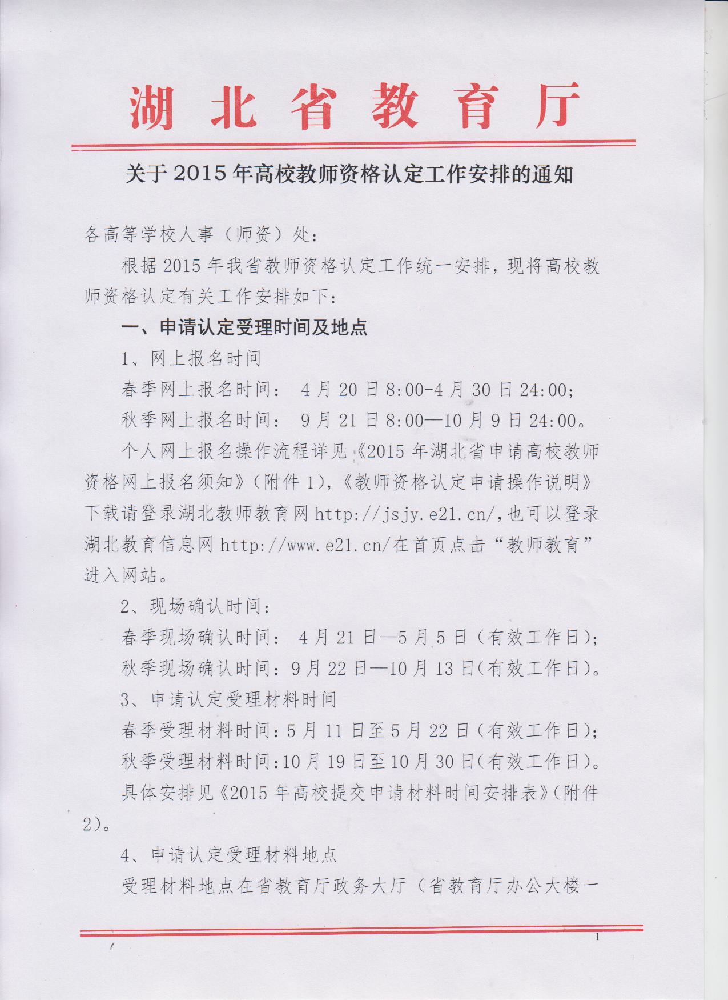 湖北省教育厅
关于2015年高校教师资格认定工作安排的通知
各高等学校人事（师资）处：
根据2015年我省教师资格认定工作统一安排，现将高校教
师资格认定有关工作安排如下：
一、申请认定受理时间及地点
1、网上报名时间
春季网上报名时间： 4月20日8:00-4月30日24:00；
秋季网上报名时间： 9月21日8:00—10月9日24:00。
个人网上报名操作流程详见《2015年湖北省申请高校教师
资格网上报名须知》（附件1），《教师资格认定申请操作说明》
下载请登录湖北教师教育网http://jsjy.e21.cn/，也可以登录
湖北教育信息网http://www.e21.cn/在首页点击“教师教育”
进入网站。
2、现场确认时间：
春季现场确认时间： 4月21日—5月5日（有效工作日）；
秋季现场确认时间：9月22日—10月13日（有效工作日）。
3、申请认定受理材料时间
春季受理材料时间：5月11日至5月22日（有效工作日）；
秋季受理材料时间：10月19日至10月30日（有效工作日）。
具体安排见《2015年高校提交申请材料时间安排表》（附件
2）。
4、申请认定受理材料地点
受理材料地点在省教育厅政务大厅（省教育厅办公大楼一
1